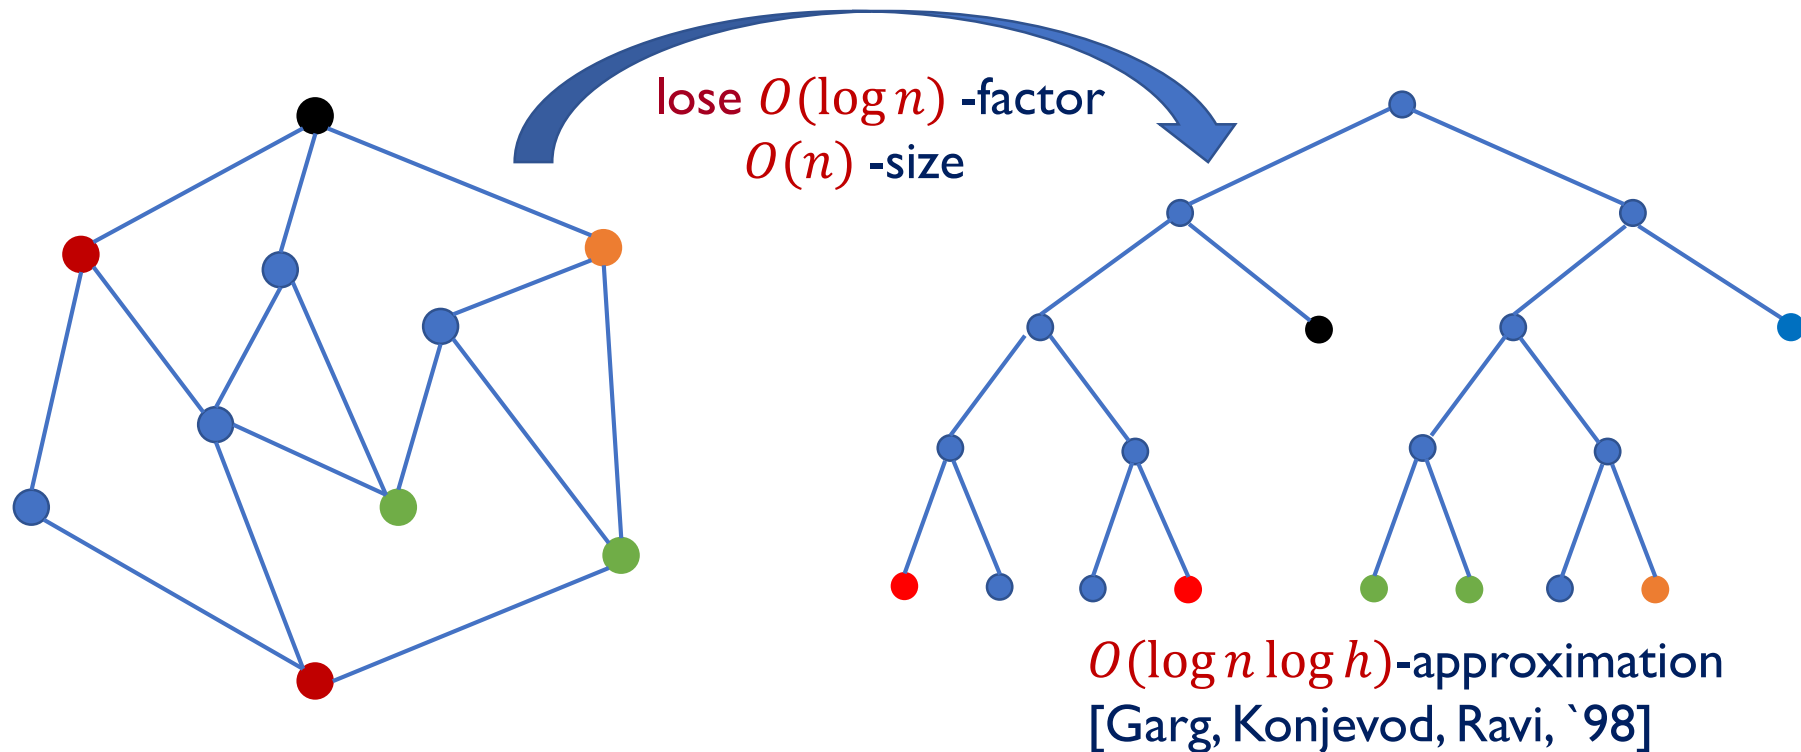 lose O(log n) -factor
O(n) -size
O(log n log h)-approximation
[Garg, Konjevod, Ravi, `98]